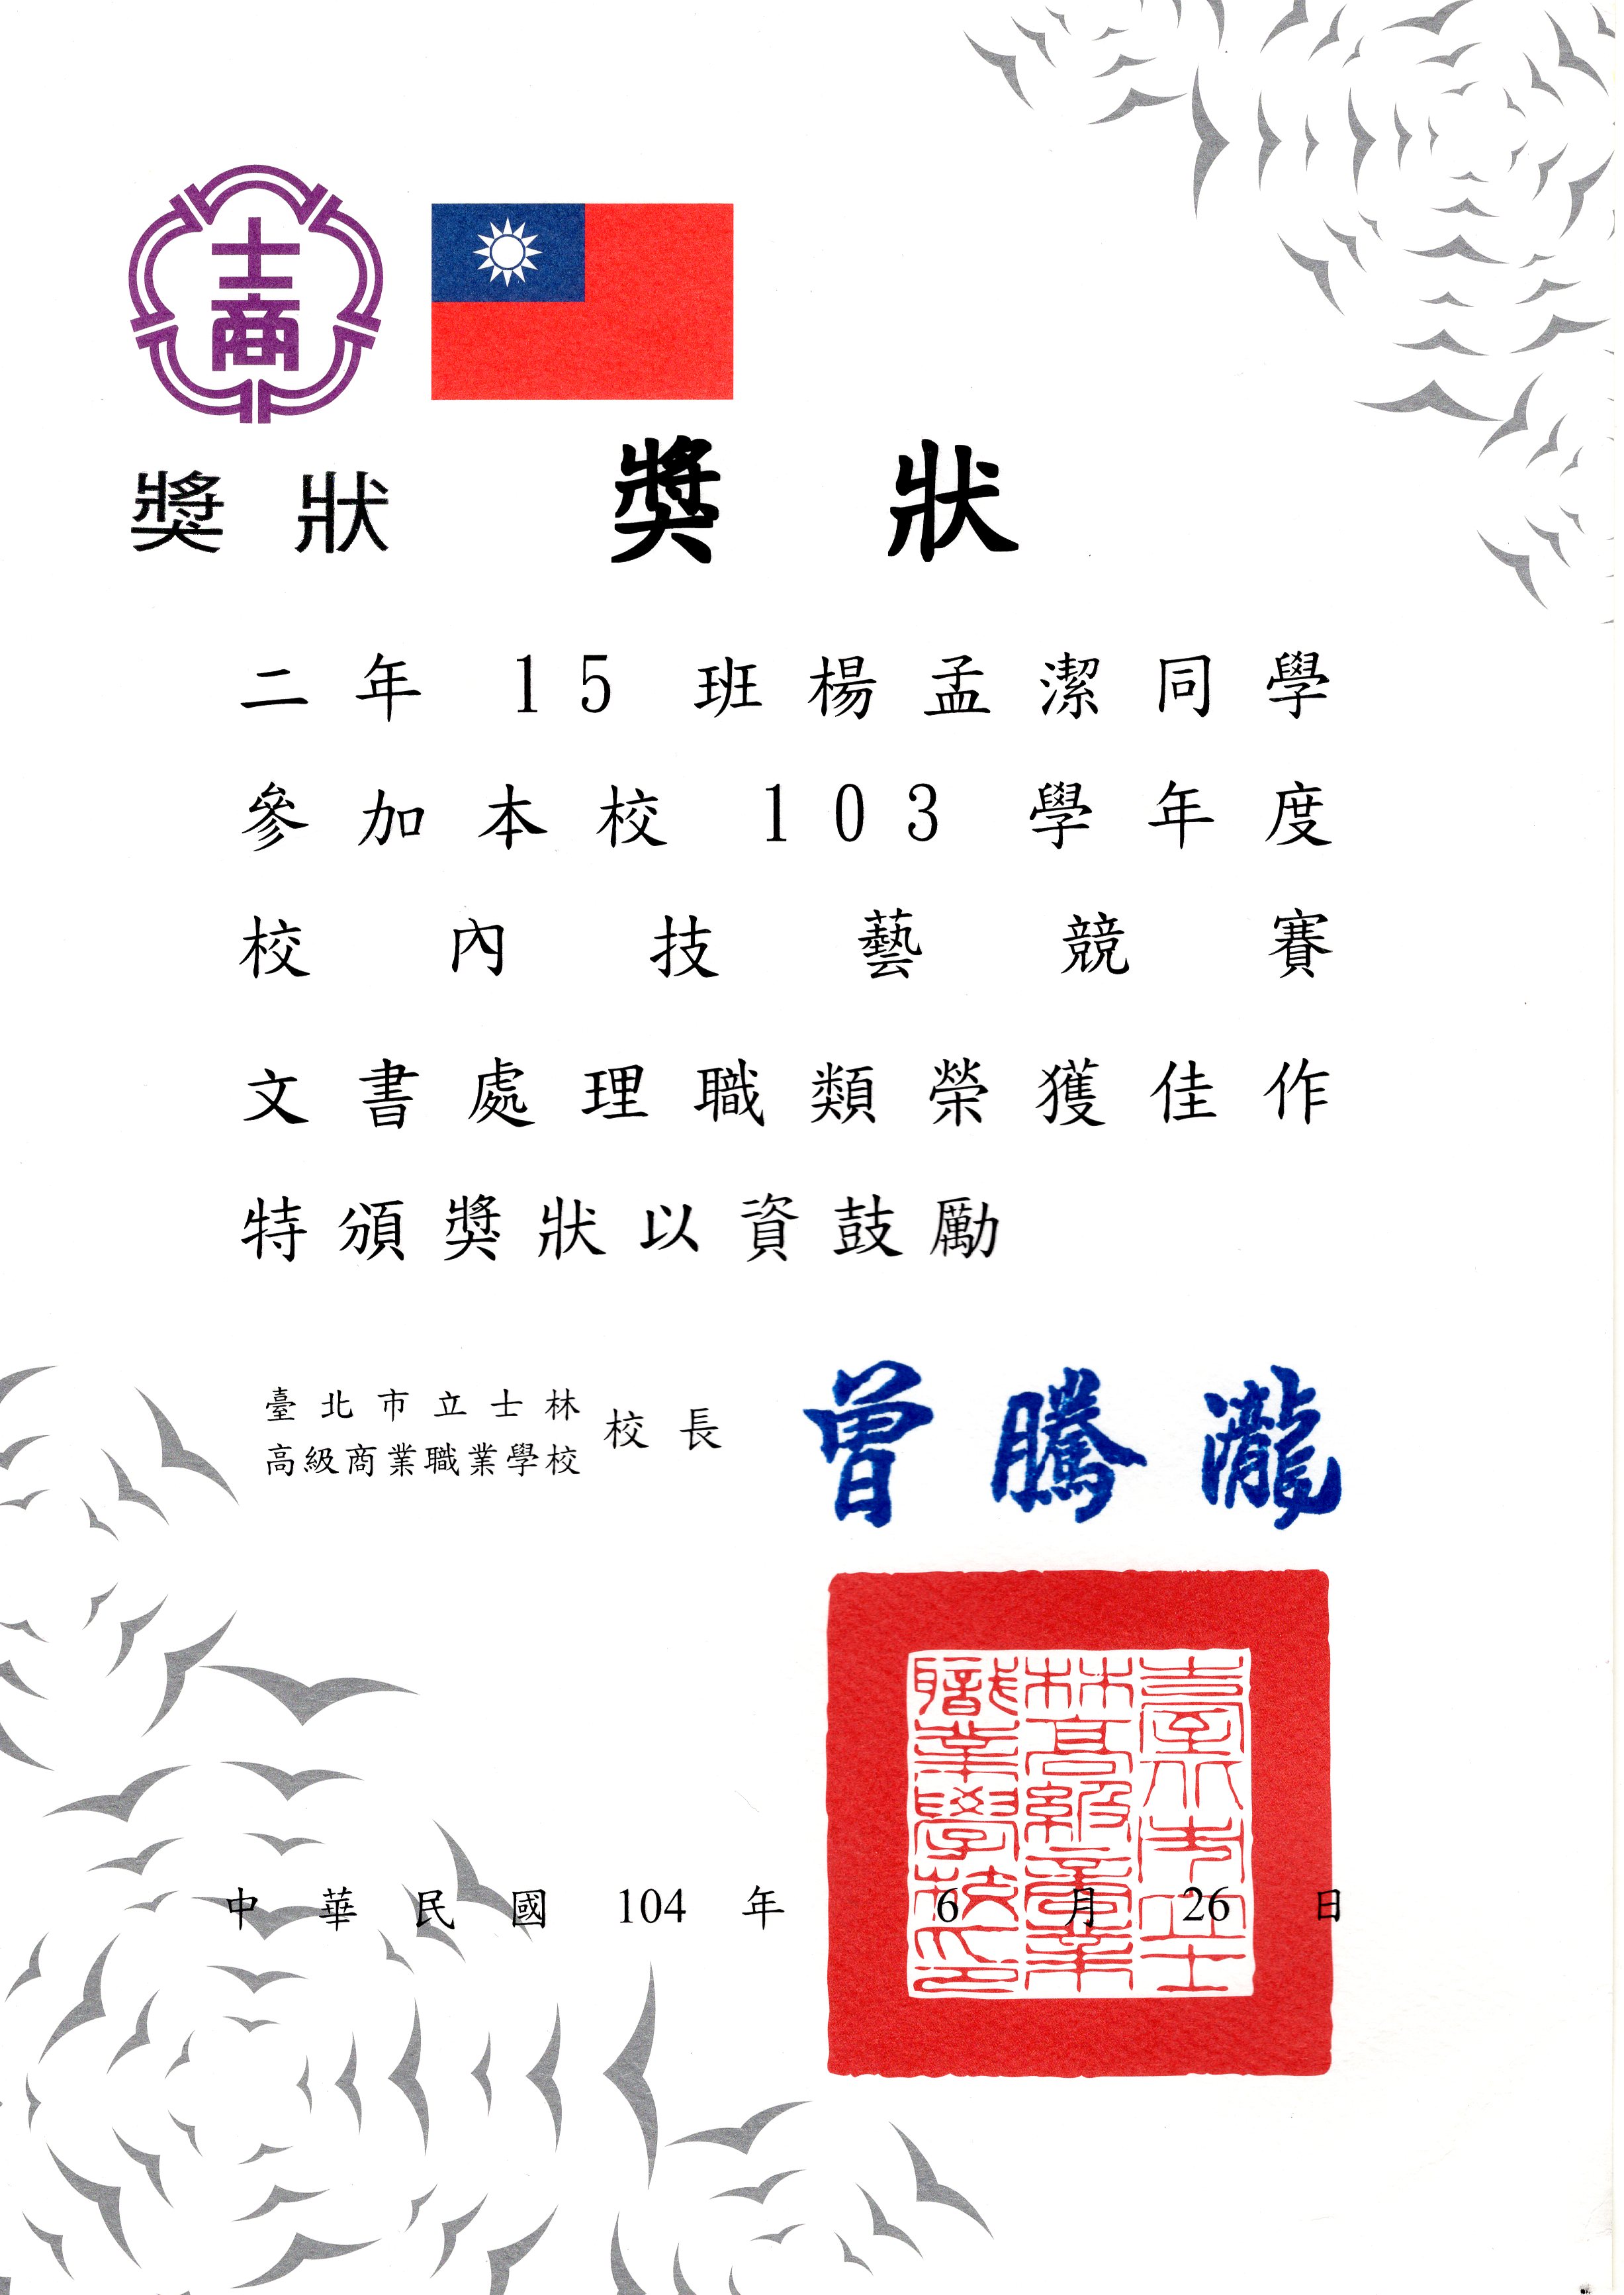 士商
獎狀 獎狀
二年15班楊孟潔同學
參加本校103學年度
校內技藝競賽
文書處理職類榮獲佳作
特頒獎狀以資鼓勵
臺北市立士林
高級商業職業學校
校長
曾騰瀧
臺北市立士
林高級商業
職業學校印
中華民國104年6月26日